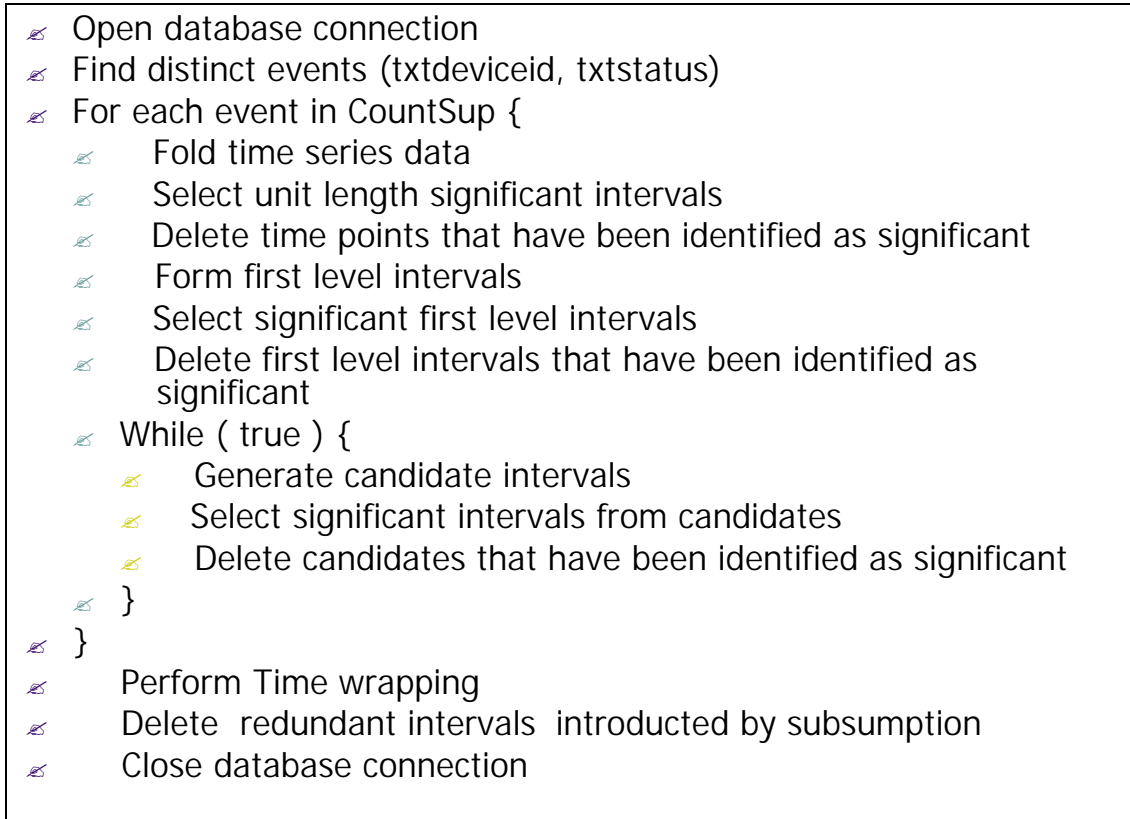 Open database connection
Find distinct events (txtdeviceid, txtstatus)
For each event in CountSup {
Fold time series data
Select unit length significant intervals
Delete time points that have been identified as significant
Form first level intervals
Select significant first level intervals
Delete first level intervals that have been identified as
significant
While ( true ) {
Generate candidate intervals
Select significant intervals from candidates
Delete candidates that have been identified as significant
}
}
Perform Time wrapping
Delete redundant intervals introducted by subsumption
Close database connection